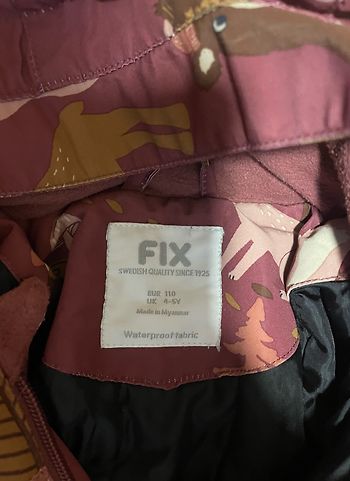 FIX
SWEDISH QUALITY SINCE 1925
EUR 110
UK 4-5Y
Made in Myanmar
Waterproof fabric